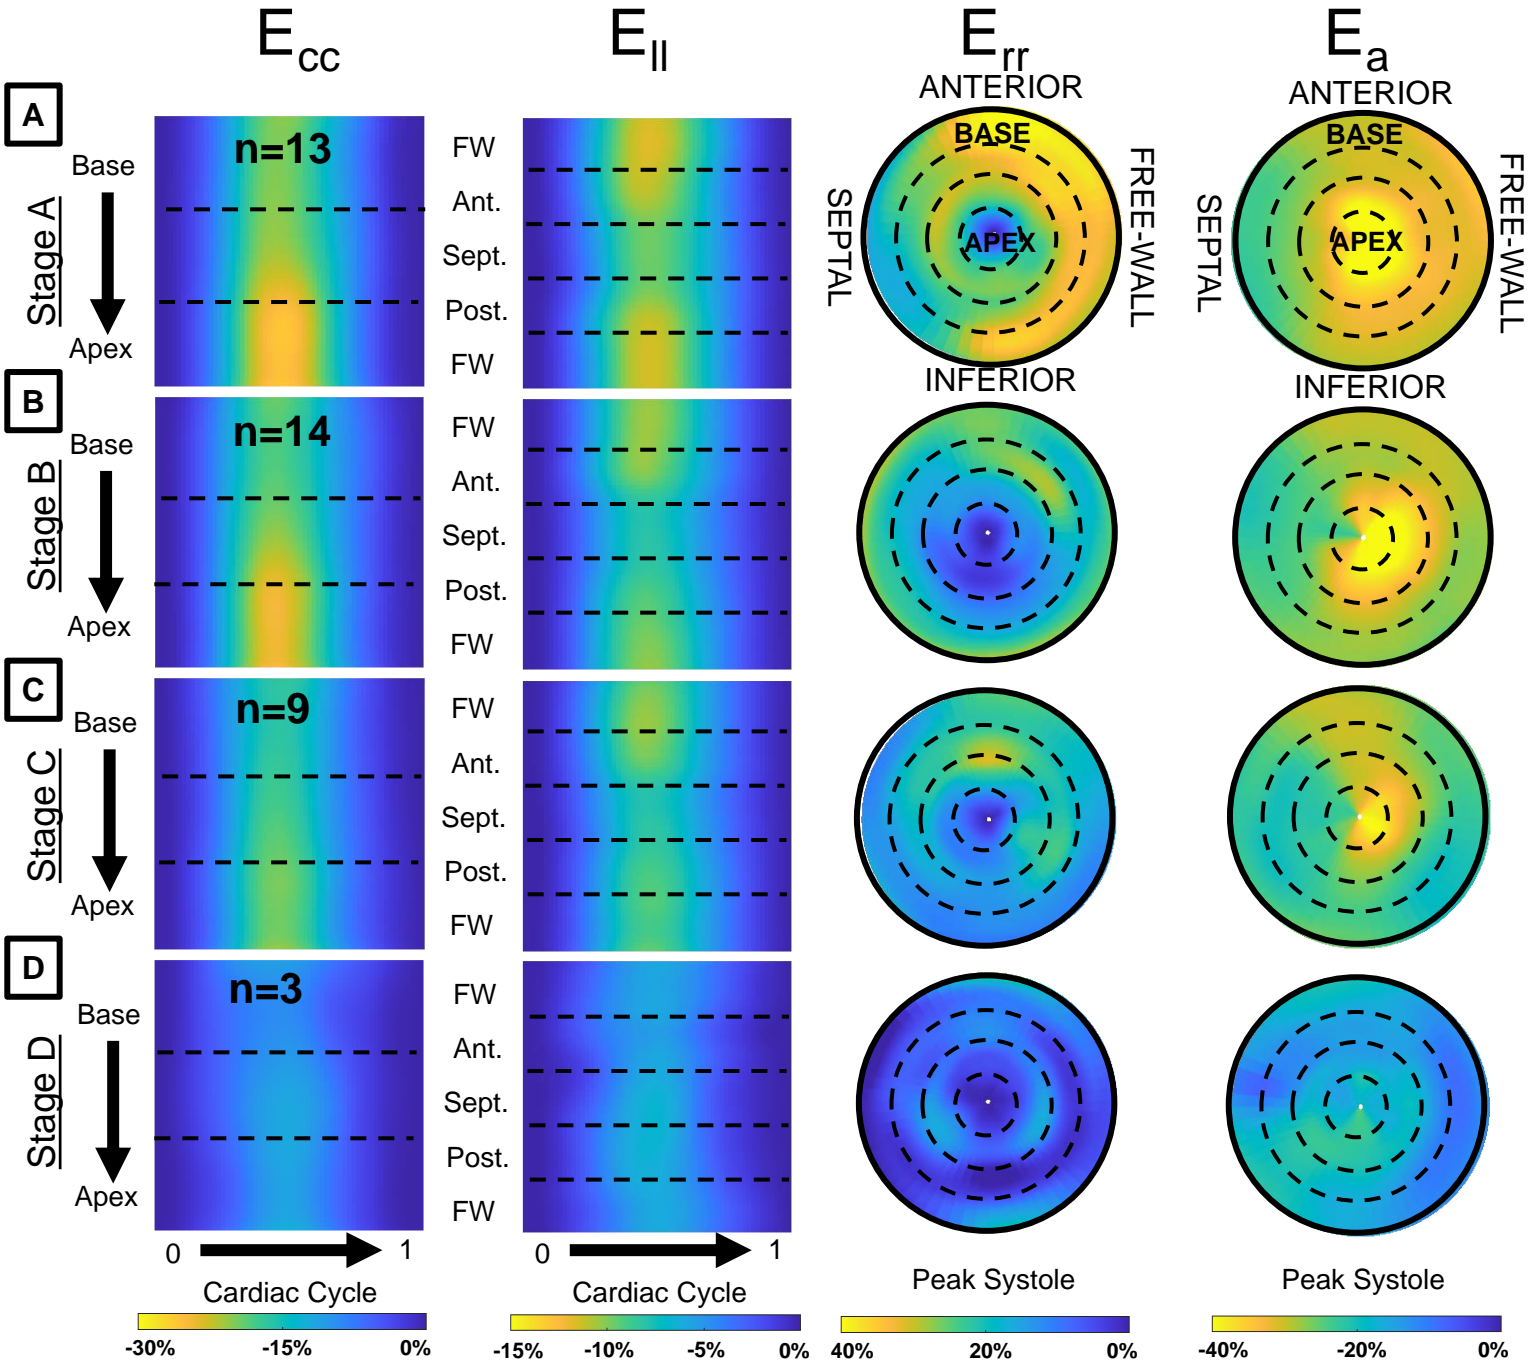 Ecc Ell Err Ea
A
Stage A
Base
Apex
n=13
FW
Ant.
Sept.
Post.
FW
ANTERIOR
BASE
APEX
SEPTAL
FREE-WALL
INFERIOR
ANTERIOR
BASE
APEX
SEPTAL
FREE-WALL
INFERIOR
B
Stage B
Base
Apex
n=14
FW
Ant.
Sept.
Post.
FW
C
Stage C
Base
Apex
n=9
FW
Ant.
Sept.
Post.
FW
D
Stage D
Base
Apex
n=3
FW
Ant.
Sept.
Post.
FW
0 1
Cardiac Cycle
-30% -15% 0%
0 1
Cardiac Cycle
-15% -10% -5% 0%
Peak Systole
40% 20% 0%
Peak Systole
-40% -20% 0%